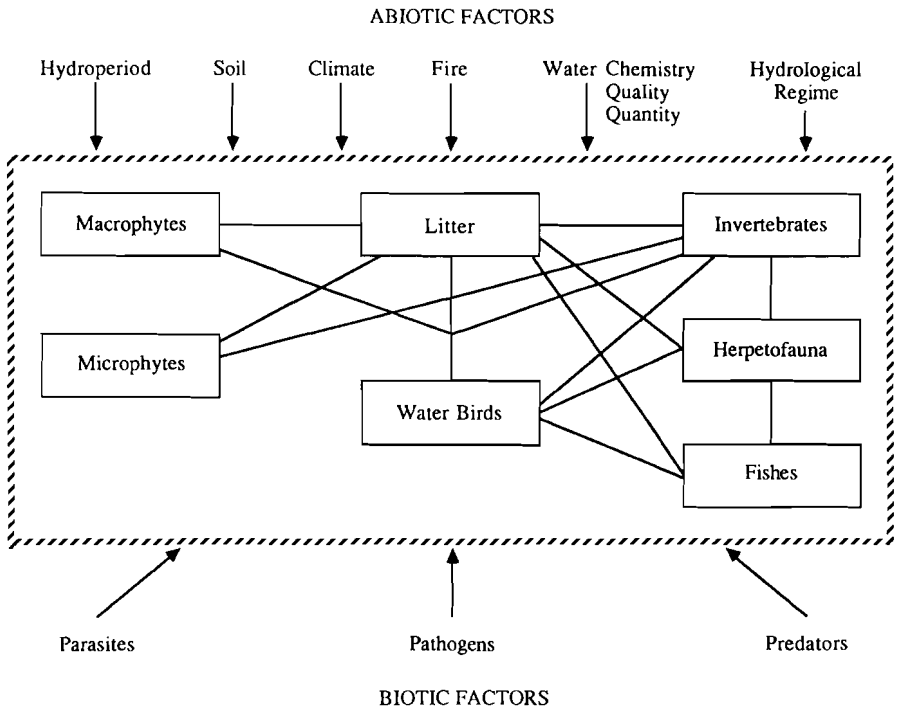 ABIOTIC FACTORS
Hydroperiod
Soil
Climate
Fire
Water Chemistry
Quality
Quantity
Hydrological
Regime
Macrophytes
Litter
Invertebrates
Microphytes
Herpetofauna
Water Birds
Fishes
Parasites
Pathogens
Predators
BIOTIC FACTORS